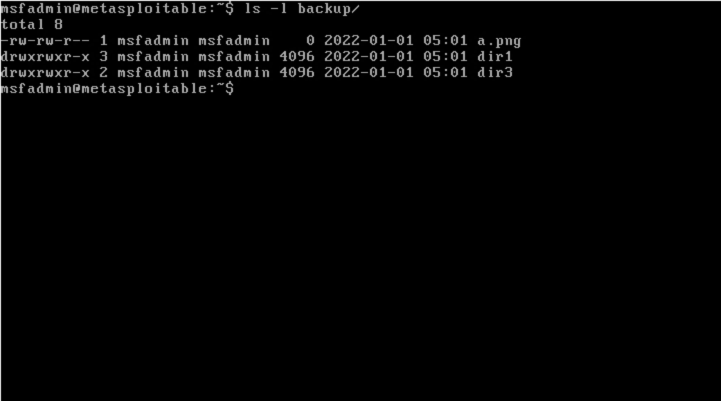 msfadmin@metasploitable:~$ ls -l backup/
total 8
-rw-rw-r-- 1 msfadmin msfadmin    0 2022-01-01 05:01 a.png
drwxrwxr-x 3 msfadmin msfadmin 4096 2022-01-01 05:01 dir1
drwxrwxr-x 2 msfadmin msfadmin 4096 2022-01-01 05:01 dir3
msfadmin@metasploitable:~$